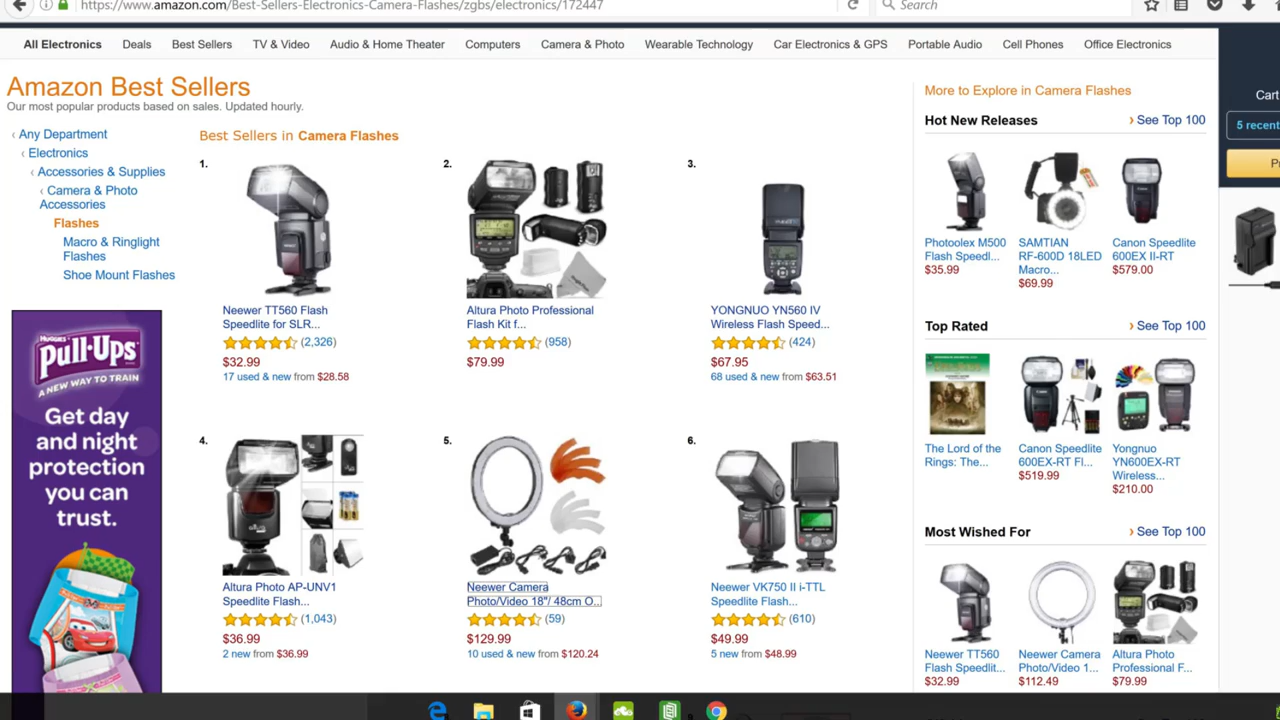 https://www.amazon.com/Best-Sellers-Electronics-Camera-Flashes/zgbs/electronics/172447
Search
All Electronics Deals Best Sellers TV & Video Audio & Home Theater Computers Camera & Photo Wearable Technology Car Electronics & GPS Portable Audio Cell Phones Office Electronics
Cart
5 recent
Amazon Best Sellers
Our most popular products based on sales. Updated hourly.
‹ Any Department
‹ Electronics
‹ Accessories & Supplies
‹ Camera & Photo
Accessories
Flashes
Macro & Ringlight
Flashes
Shoe Mount Flashes
HUGGIES
PULL-UPS
A NEW WAY TO TRAIN
Get day
and night
protection
you can
trust.
Best Sellers in Camera Flashes
1.
Neewer TT560 Flash
Speedlite for SLR...
(2,326)
$32.99
17 used & new from $28.58
2.
Altura Photo Professional
Flash Kit f...
(958)
$79.99
3.
YONGNUO YN560 IV
Wireless Flash Speed...
(424)
$67.95
68 used & new from $63.51
4.
Altura Photo AP-UNV1
Speedlite Flash...
(1,043)
$36.99
2 new from $36.99
5.
Neewer Camera
Photo/Video 18"/ 48cm O...
(59)
$129.99
10 used & new from $120.24
6.
Neewer VK750 II i-TTL
Speedlite Flash...
(610)
$49.99
5 new from $48.99
More to Explore in Camera Flashes
Hot New Releases › See Top 100
Photoolex M500
Flash Speedl...
$35.99
SAMTIAN
RF-600D 18LED
Macro...
$69.99
Canon Speedlite
600EX II-RT
$579.00
Top Rated › See Top 100
The Lord of the
Rings: The...
Canon Speedlite
600EX-RT Fl...
$519.99
Yongnuo
YN600EX-RT
Wireless...
$210.00
Most Wished For › See Top 100
Neewer TT560
Flash Speedlit...
$32.99
Neewer Camera
Photo/Video 1...
$112.49
Altura Photo
Professional F...
$79.99